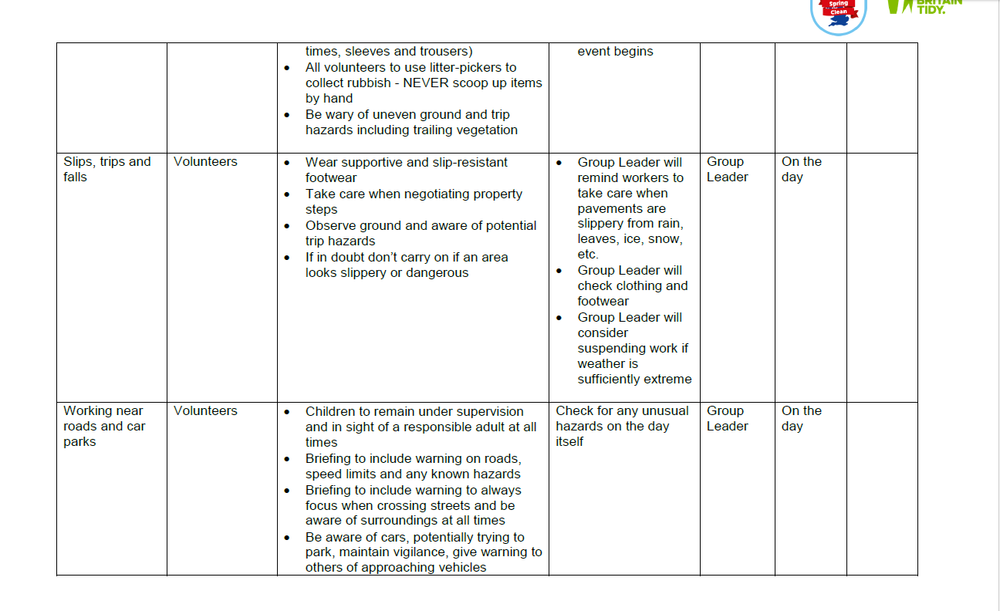 Spring
Clean
BRITAIN
TIDY.
times, sleeves and trousers)
• All volunteers to use litter-pickers to
collect rubbish - NEVER scoop up items
by hand
• Be wary of uneven ground and trip
hazards including trailing vegetation
event begins
Slips, trips and
falls
Volunteers
• Wear supportive and slip-resistant
footwear
• Take care when negotiating property
steps
• Observe ground and aware of potential
trip hazards
• If in doubt don’t carry on if an area
looks slippery or dangerous
• Group Leader will
remind workers to
take care when
pavements are
slippery from rain,
leaves, ice, snow,
etc.
• Group Leader will
check clothing and
footwear
• Group Leader will
consider
suspending work if
weather is
sufficiently extreme
Group
Leader
On the
day
Working near
roads and car
parks
Volunteers
• Children to remain under supervision
and in sight of a responsible adult at all
times
• Briefing to include warning on roads,
speed limits and any known hazards
• Briefing to include warning to always
focus when crossing streets and be
aware of surroundings at all times
• Be aware of cars, potentially trying to
park, maintain vigilance, give warning to
others of approaching vehicles
Check for any unusual
hazards on the day
itself
Group
Leader
On the
day